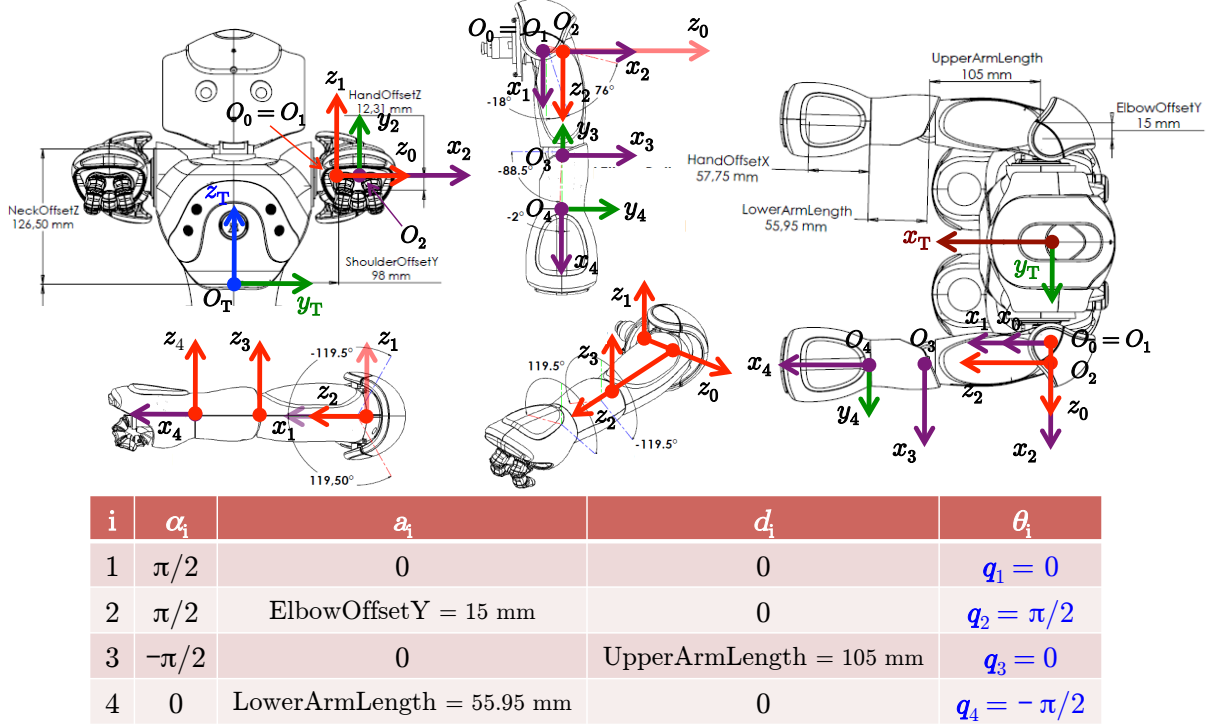 z₁
HandOffsetZ
12,31 mm
O₀ = O₁
y₂
z₀
x₂
NeckOffsetZ
126,50 mm
z_T
O₂
ShoulderOffsetY
98 mm
O_T
y_T
O₀ = O₁
O₂
z₀
x₂
x₁
z₂
-18°
76°
y₃
x₃
O₃
-88.5°
O₄
y₄
-2°
x₄
UpperArmLength
105 mm
ElbowOffsetY
15 mm
HandOffsetX
57,75 mm
LowerArmLength
55,95 mm
x_T
y_T
x₁
x₀
O₄
O₃
O₀ = O₁
O₂
x₄
z₂
y₄
z₀
x₃
x₂
z₄
z₃
-119.5°
z₁
z₂
x₄
x₁
119,50°
z₁
z₃
119.5°
z₀
z₂
-119.5°
i αᵢ aᵢ dᵢ θᵢ
1 π/2 0 0 q₁ = 0
2 π/2 ElbowOffsetY = 15 mm 0 q₂ = π/2
3 −π/2 0 UpperArmLength = 105 mm q₃ = 0
4 0 LowerArmLength = 55.95 mm 0 q₄ = − π/2